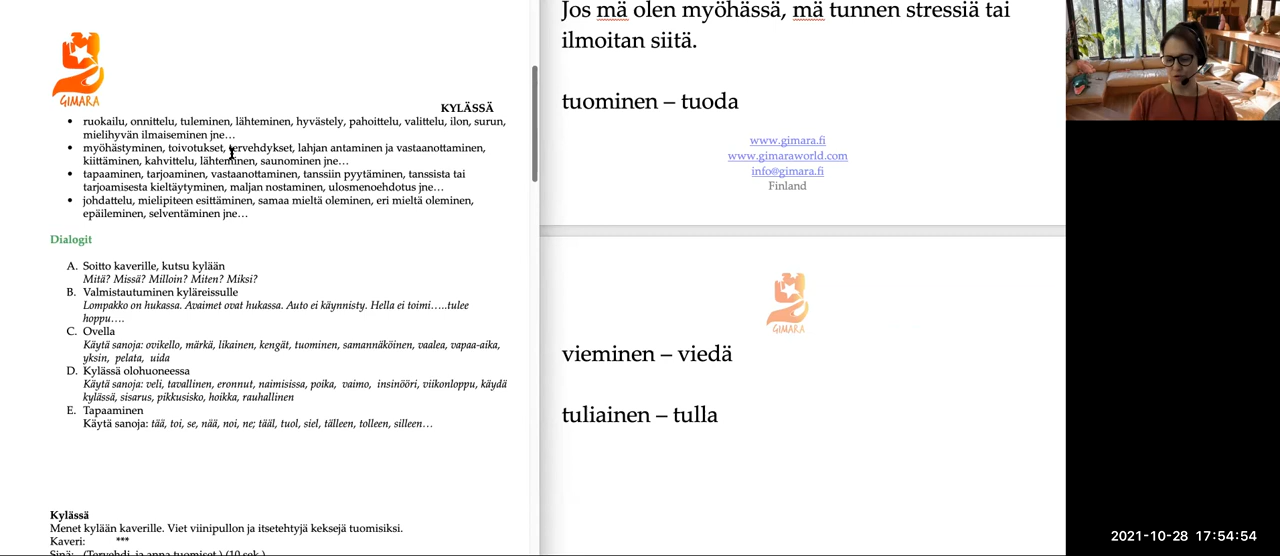 GIMARA
KYLÄSSÄ
• ruokailu, onnittelu, tuleminen, lähteminen, hyvästely, pahoittelu, valittelu, ilon, surun,
mielihyvän ilmaiseminen jne…
• myöhästyminen, toivotukset, tervehdykset, lahjan antaminen ja vastaanottaminen,
kiittäminen, kahvittelu, lähteminen, saunominen jne…
• tapaaminen, tarjoaminen, vastaanottaminen, tanssiin pyytäminen, tanssista tai
tarjoamisesta kieltäytyminen, maljan nostaminen, ulosmenoehdotus jne…
• johdattelu, mielipiteen esittäminen, samaa mieltä oleminen, eri mieltä oleminen,
epäileminen, selventäminen jne…
Dialogit
A. Soitto kaverille, kutsu kylään
Mitä? Missä? Milloin? Miten? Miksi?
B. Valmistautuminen kyläreissulle
Lompakko on hukassa. Avaimet ovat hukassa. Auto ei käynnisty. Hella ei toimi…..tulee
hoppu….
C. Ovella
Käytä sanoja: ovikello, märkä, likainen, kengät, tuominen, samannäköinen, vaalea, vapaa-aika,
yksin, pelata, uida
D. Kylässä olohuoneessa
Käytä sanoja: veli, tavallinen, eronnut, naimisissa, poika, vaimo, insinööri, viikonloppu, käydä
kylässä, sisarus, pikkusisko, hoikka, rauhallinen
E. Tapaaminen
Käytä sanoja: tää, toi, se, nää, noi, ne; tääl, tuol, siel, tälleen, tolleen, silleen…
Kylässä
Menet kylään kaverille. Viet viinipullon ja itsetehtyjä keksejä tuomisiksi.
Kaveri: ***
Sinä: (Tervehdi ja anna tuomiset.) (10 sek.)
Jos mä olen myöhässä, mä tunnen stressiä tai
ilmoitan siitä.
tuominen – tuoda
www.gimara.fi
www.gimaraworld.com
info@gimara.fi
Finland
GIMARA
vieminen – viedä
tuliainen – tulla
2021-10-28 17:54:54